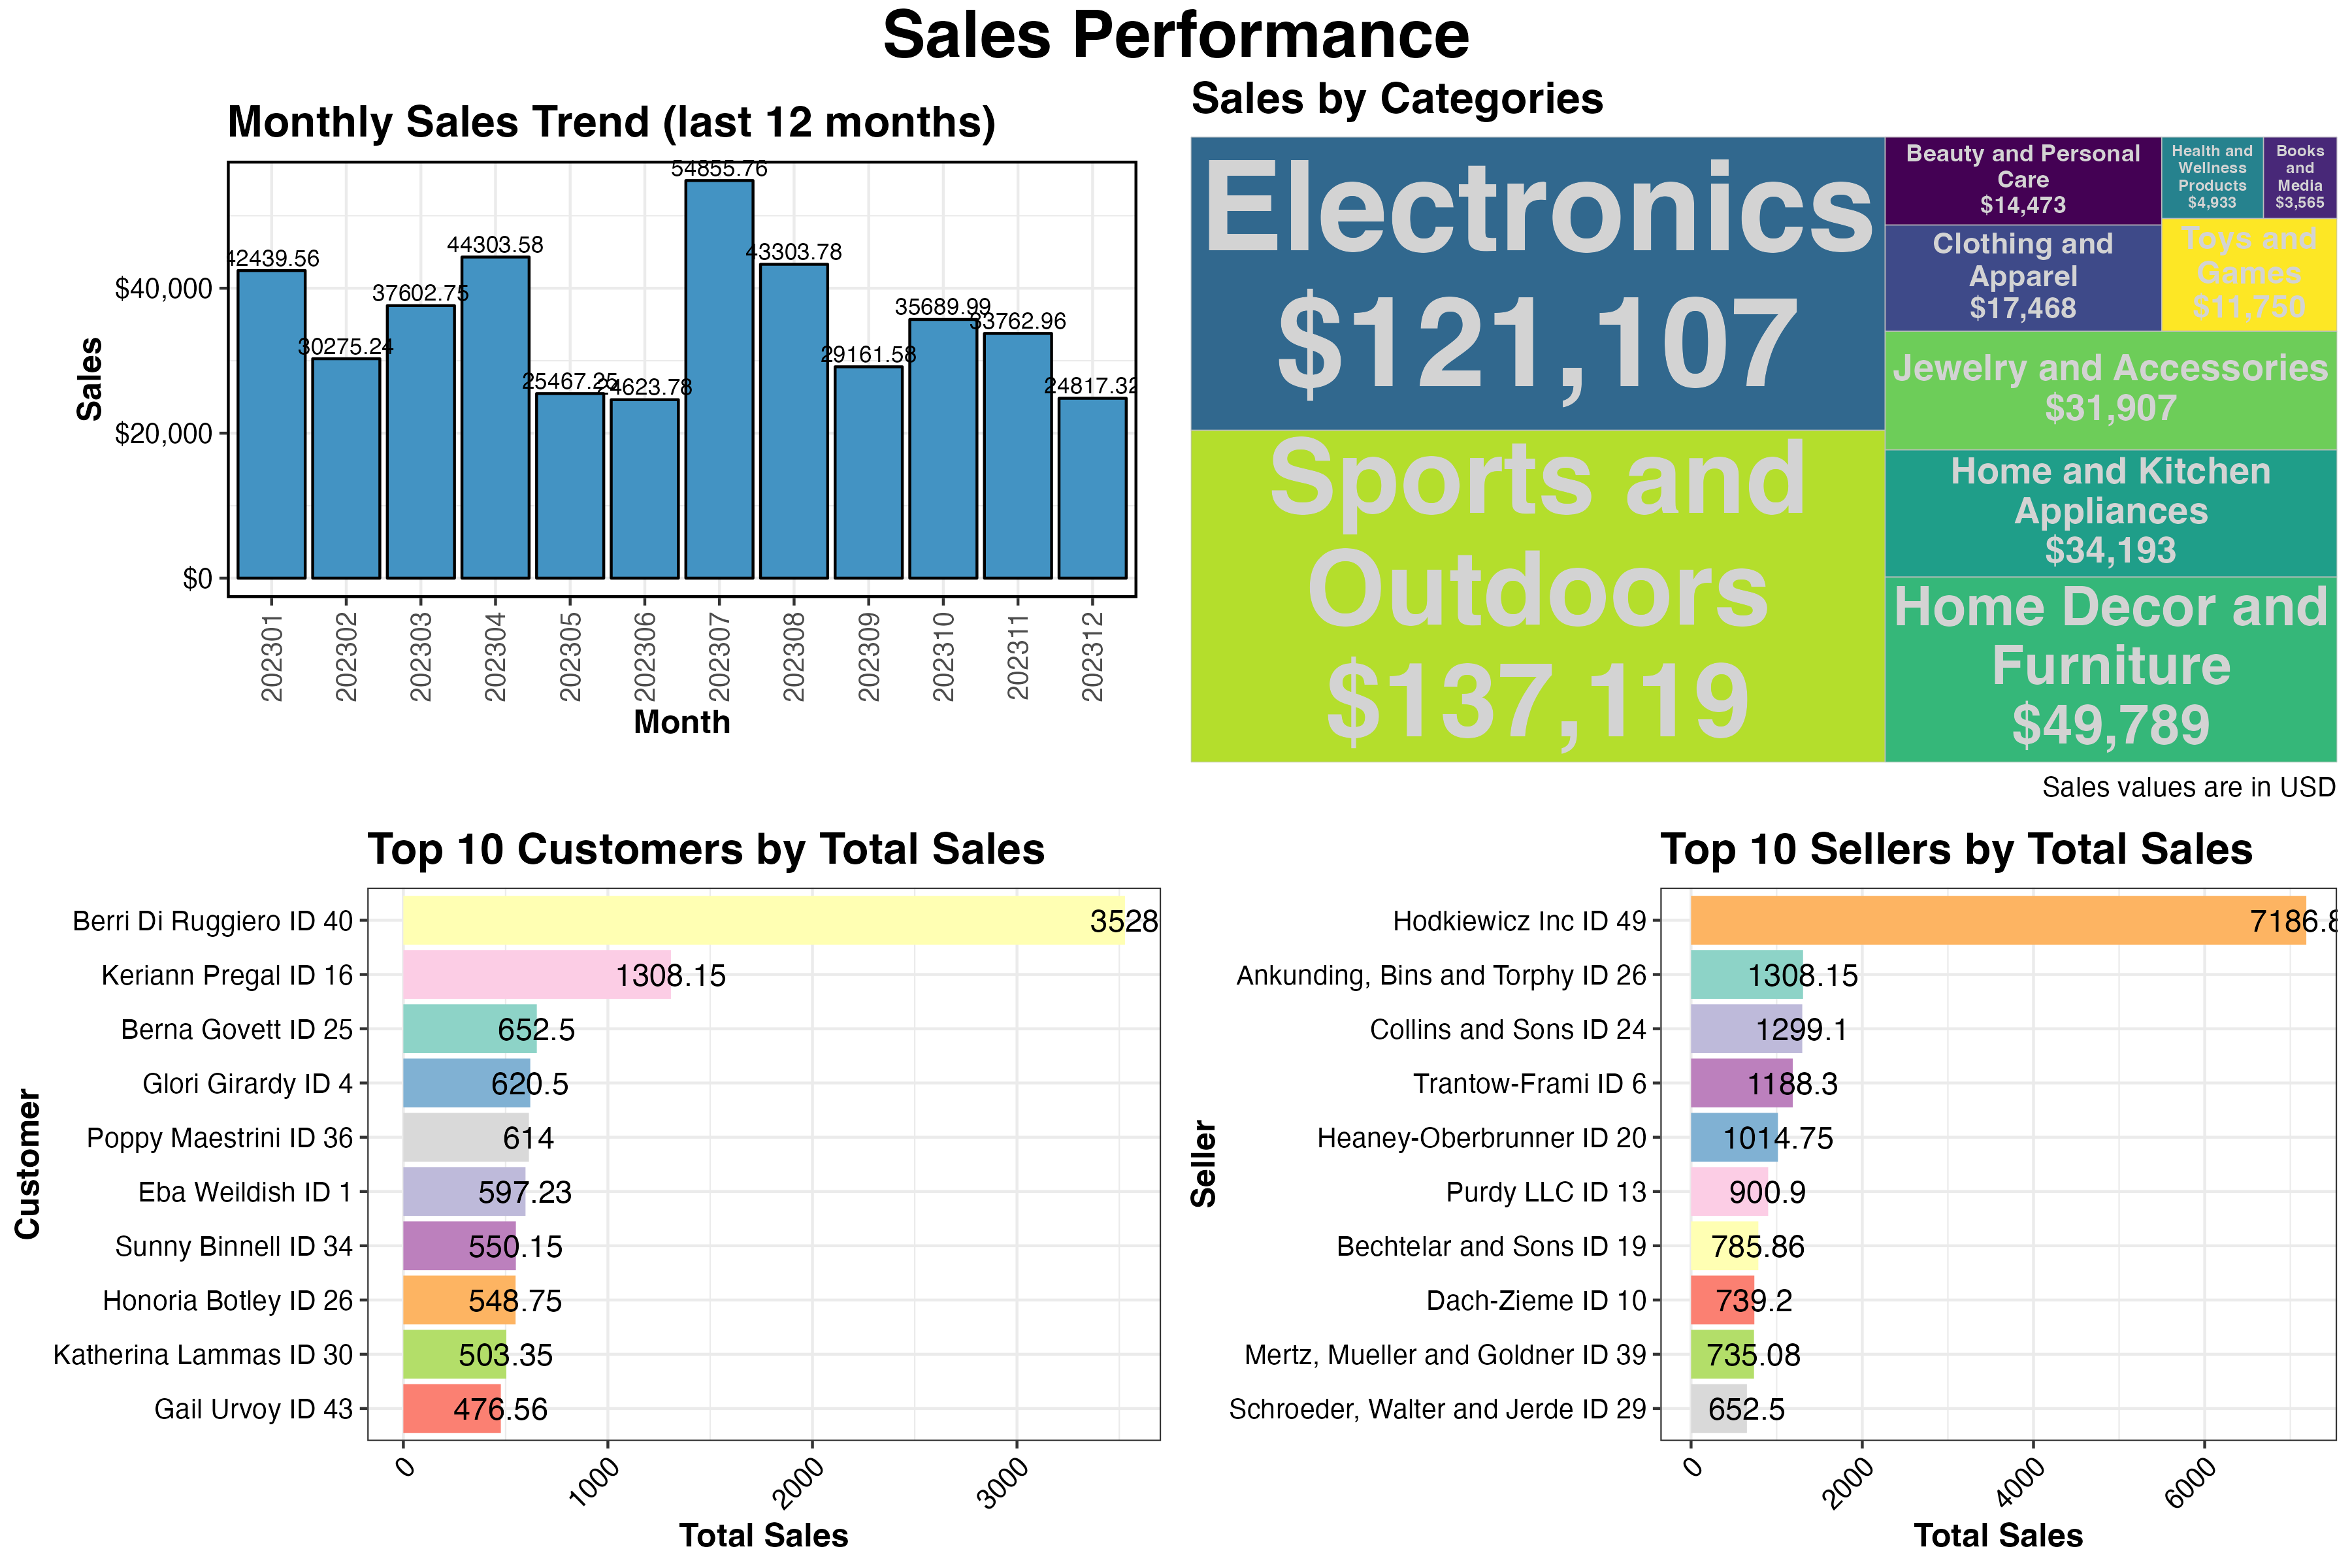 Sales Performance
Monthly Sales Trend (last 12 months)
54855.76
44303.58
43303.78
42439.56
37602.75
35689.99
33762.96
30275.24
29161.58
25467.25
24623.78
24817.32
$40,000
$20,000
$0
Sales
202301
202302
202303
202304
202305
202306
202307
202308
202309
202310
202311
202312
Month
Sales by Categories
Electronics
$121,107
Sports and
Outdoors
$137,119
Beauty and Personal
Care
$14,473
Health and
Wellness
Products
$4,933
Books
and
Media
$3,565
Clothing and
Apparel
$17,468
Toys and
Games
$11,750
Jewelry and Accessories
$31,907
Home and Kitchen
Appliances
$34,193
Home Decor and
Furniture
$49,789
Sales values are in USD
Top 10 Customers by Total Sales
Customer
Berri Di Ruggiero ID 40 3528
Keriann Pregal ID 16 1308.15
Berna Govett ID 25 652.5
Glori Girardy ID 4 620.5
Poppy Maestrini ID 36 614
Eba Weildish ID 1 597.23
Sunny Binnell ID 34 550.15
Honoria Botley ID 26 548.75
Katherina Lammas ID 30 503.35
Gail Urvoy ID 43 476.56
0
1000
2000
3000
Total Sales
Top 10 Sellers by Total Sales
Seller
Hodkiewicz Inc ID 49 7186.8
Ankunding, Bins and Torphy ID 26 1308.15
Collins and Sons ID 24 1299.1
Trantow-Frami ID 6 1188.3
Heaney-Oberbrunner ID 20 1014.75
Purdy LLC ID 13 900.9
Bechtelar and Sons ID 19 785.86
Dach-Zieme ID 10 739.2
Mertz, Mueller and Goldner ID 39 735.08
Schroeder, Walter and Jerde ID 29 652.5
0
2000
4000
6000
Total Sales